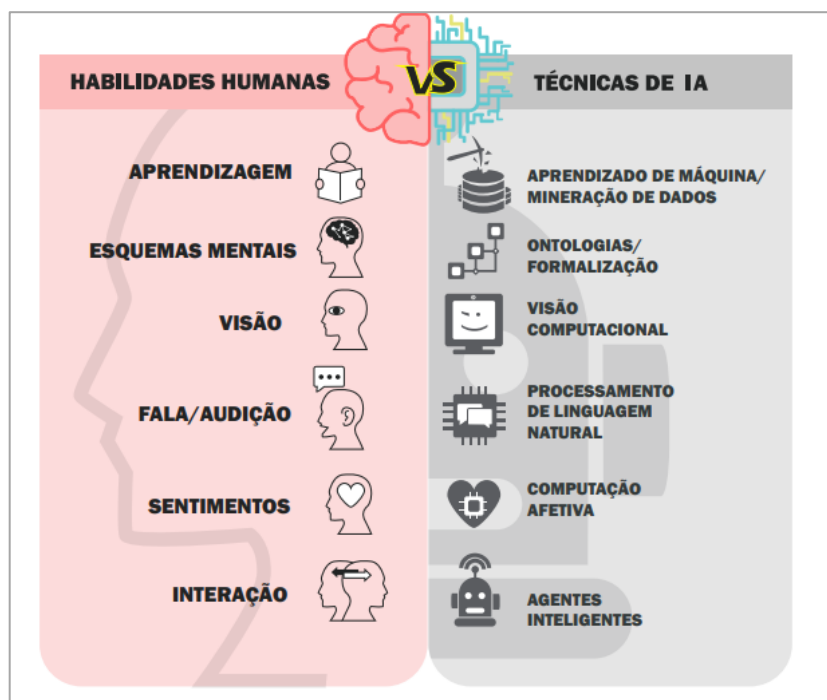 HABILIDADES HUMANAS
VS
TÉCNICAS DE IA
APRENDIZAGEM
APRENDIZADO DE MÁQUINA/
MINERAÇÃO DE DADOS
ESQUEMAS MENTAIS
ONTOLOGIAS/
FORMALIZAÇÃO
VISÃO
VISÃO
COMPUTACIONAL
FALA/AUDIÇÃO
PROCESSAMENTO
DE LINGUAGEM
NATURAL
SENTIMENTOS
COMPUTAÇÃO
AFETIVA
INTERAÇÃO
AGENTES
INTELIGENTES